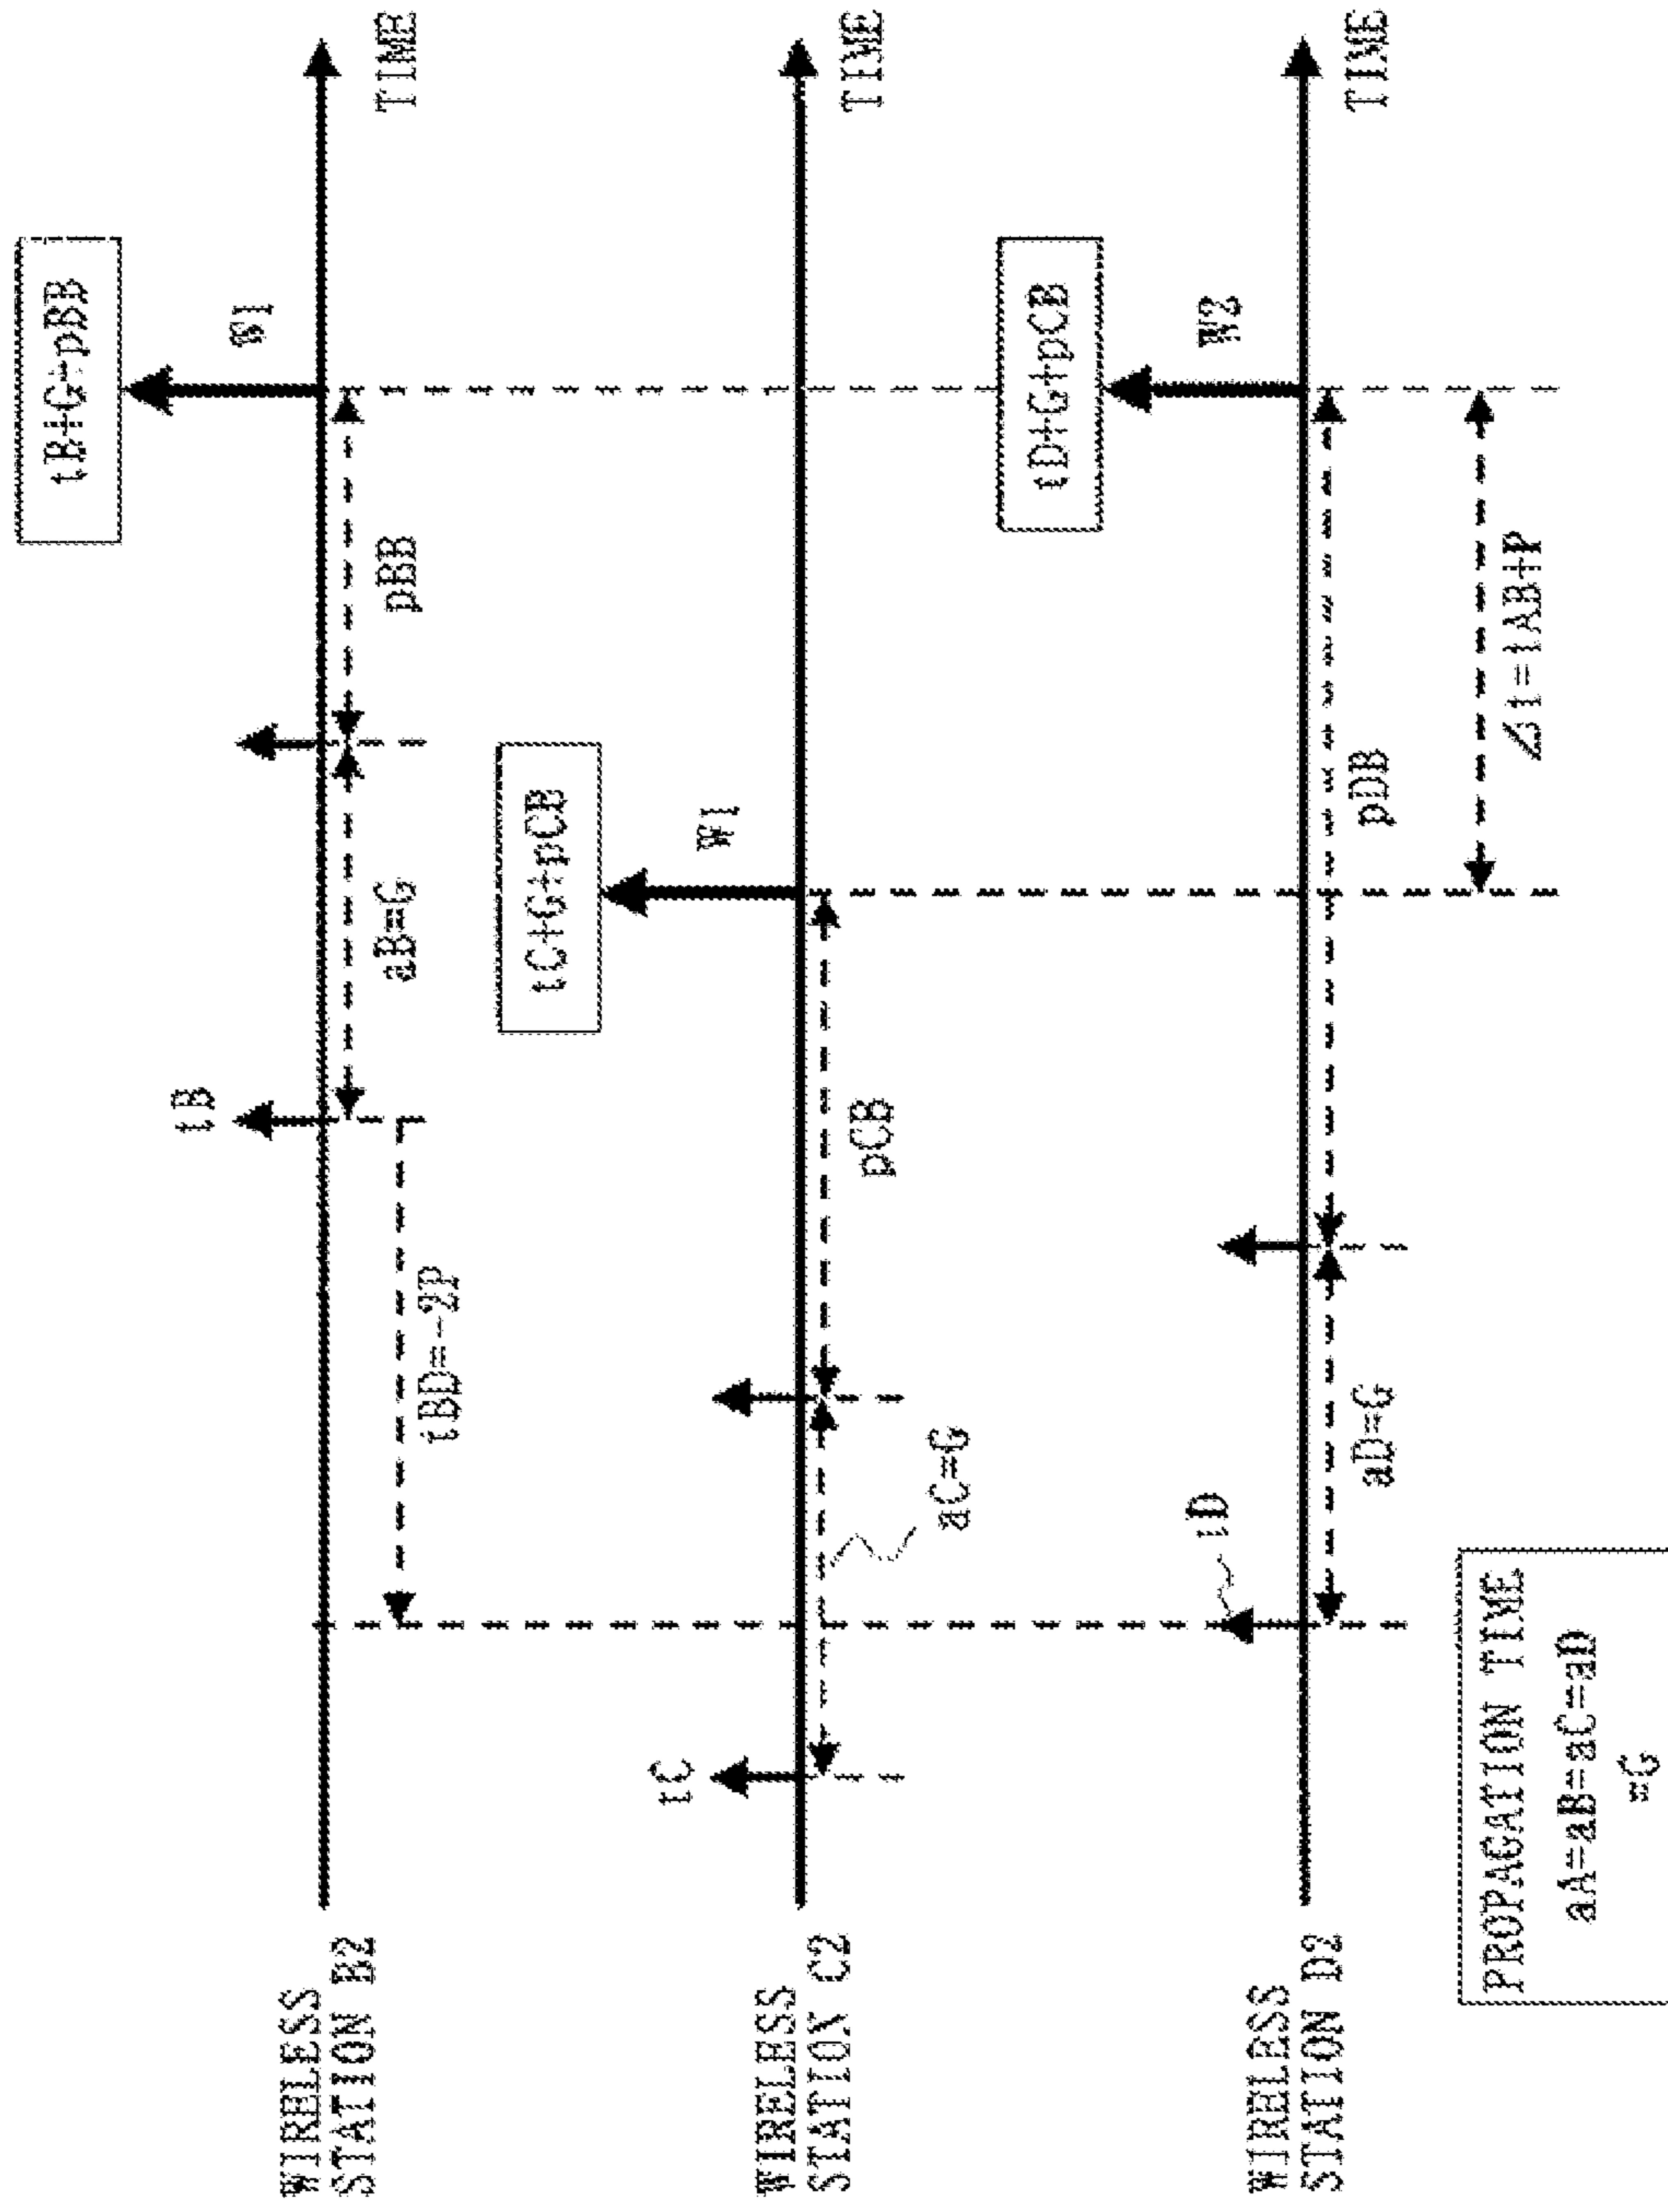 WIRELESS
STATION B2
tB
tBD=-2P
aB=G
pBB
tB+G+pBB
W1
TIME
WIRELESS
STATION C2
tC
aC=G
pCB
tC+G+pCB
W1
TIME
WIRELESS
STATION D2
tD
aD=G
pDB
tD+G+pCB
W2
TIME
⊿t=tAB+P
PROPAGATION TIME
aA=aB=aC=aD
=G